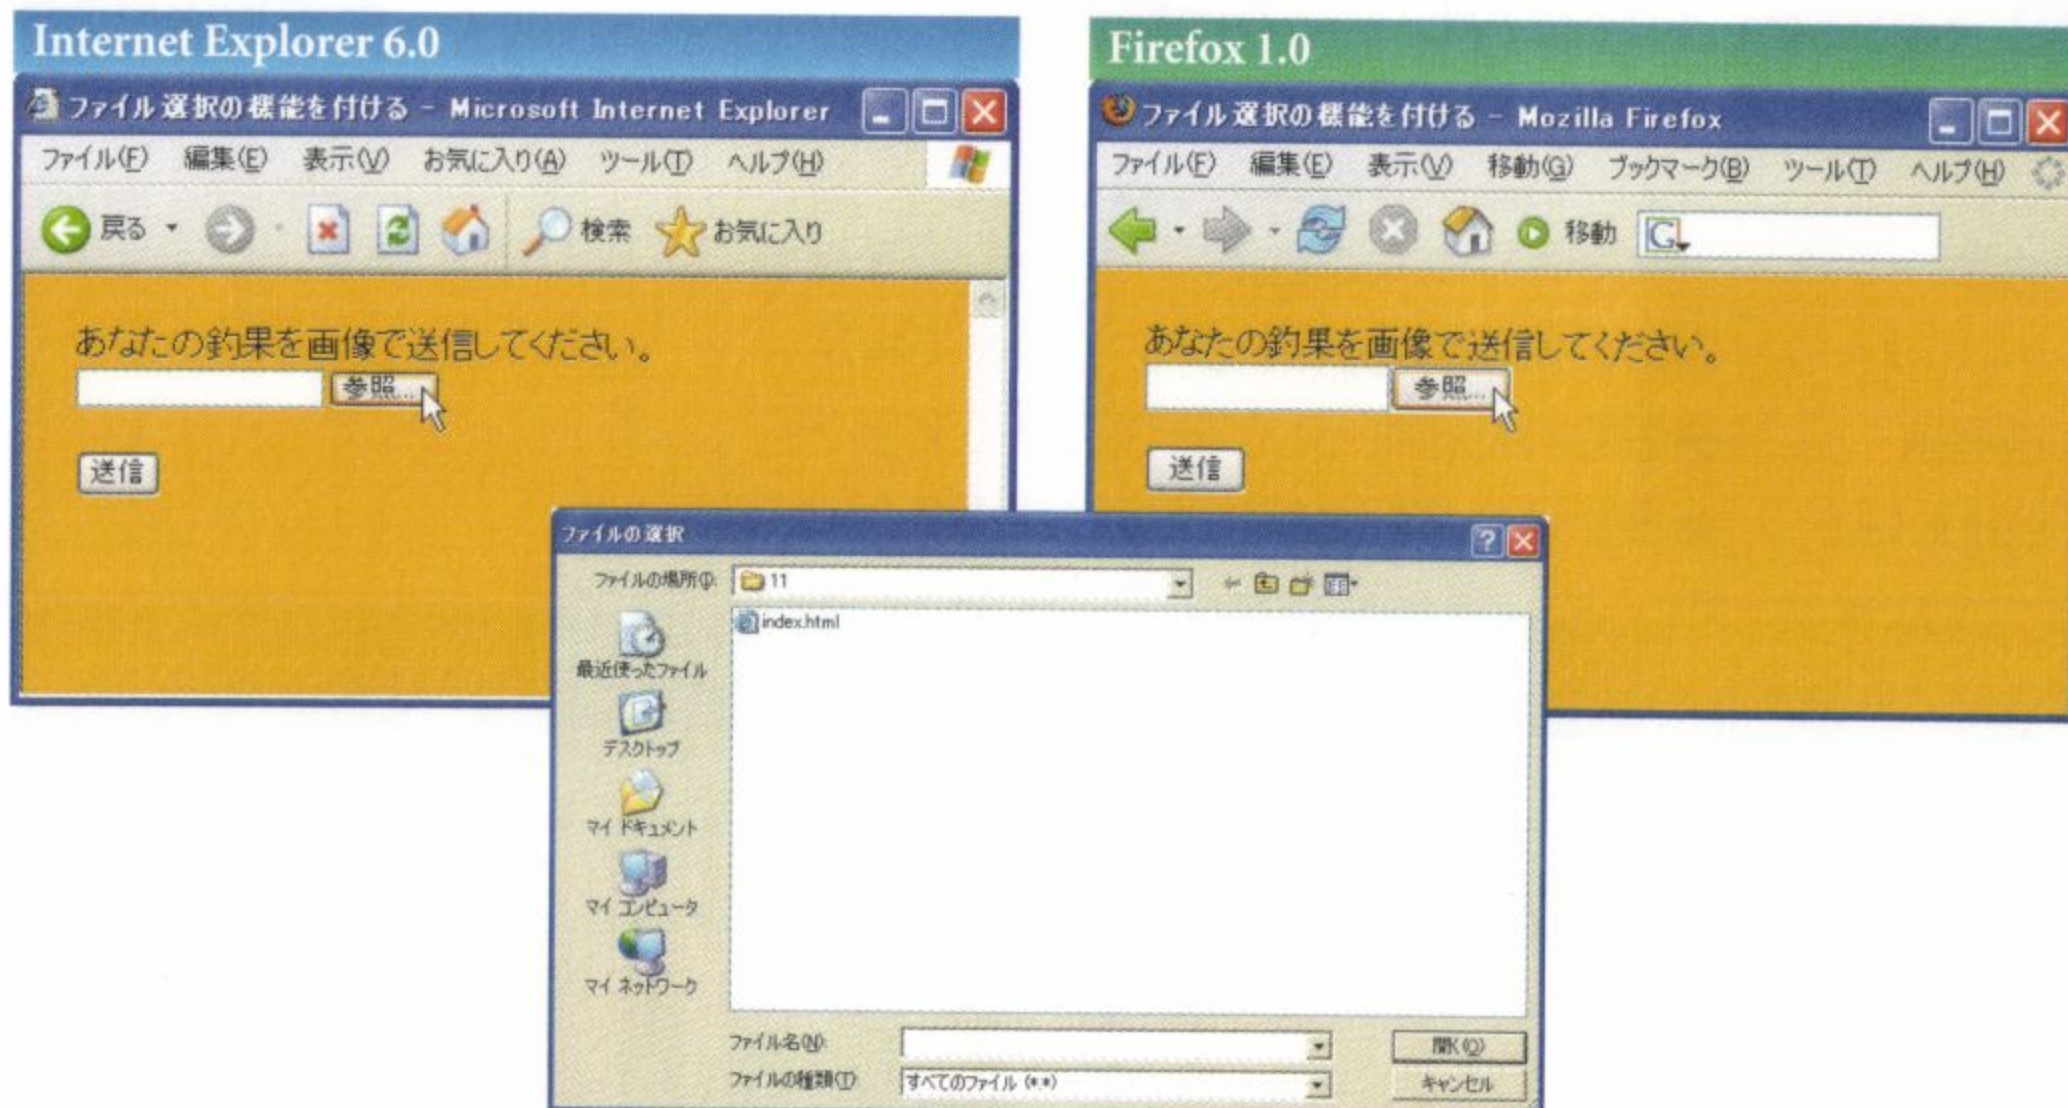 Internet Explorer 6.0
ファイル選択の機能を付ける - Microsoft Internet Explorer
ファイル(F) 編集(E) 表示(V) お気に入り(A) ツール(T) ヘルプ(H)
戻る 検索 お気に入り
あなたの釣果を画像で送信してください。
参照...
送信
Firefox 1.0
ファイル選択の機能を付ける - Mozilla Firefox
ファイル(F) 編集(E) 表示(V) 移動(G) ブックマーク(B) ツール(T) ヘルプ(H)
移動 G
あなたの釣果を画像で送信してください。
参照...
送信
ファイルの選択
ファイルの場所(I): 11
index.html
最近使ったファイル
デスクトップ
マイ ドキュメント
マイ コンピュータ
マイ ネットワーク
ファイル名(N): 開く(O)
ファイルの種類(T): すべてのファイル (*.*) キャンセル